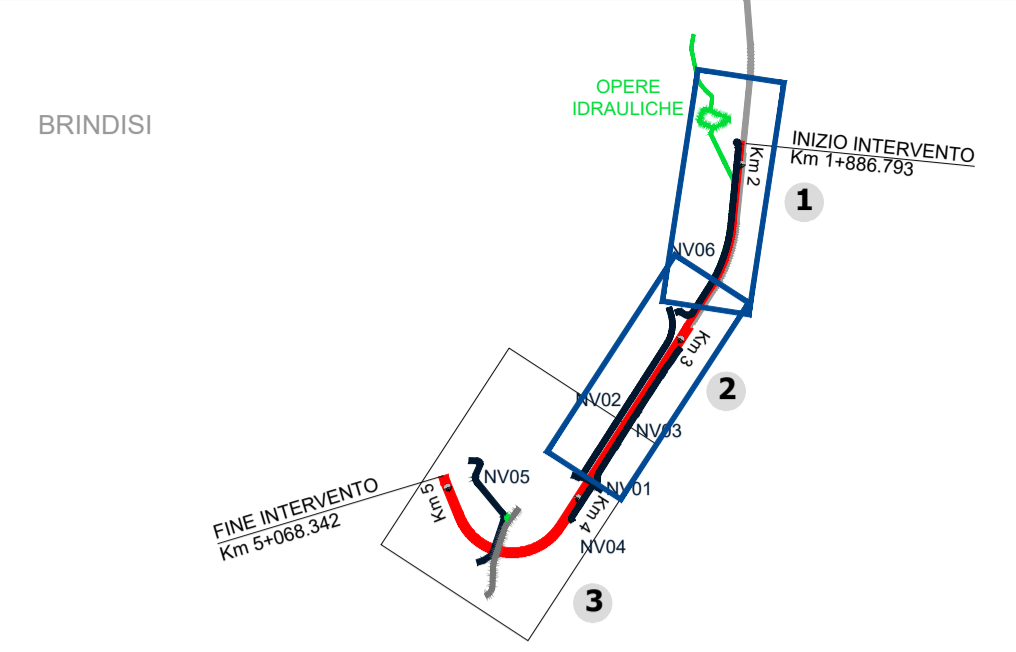 OPERE
IDRAULICHE
BRINDISI
INIZIO INTERVENTO
Km 1+886.793
Km 2
1
NV06
Km 3
2
NV02
NV03
NV05
NV01
FINE INTERVENTO
Km 5+068.342
Km 5
Km 4
NV04
3